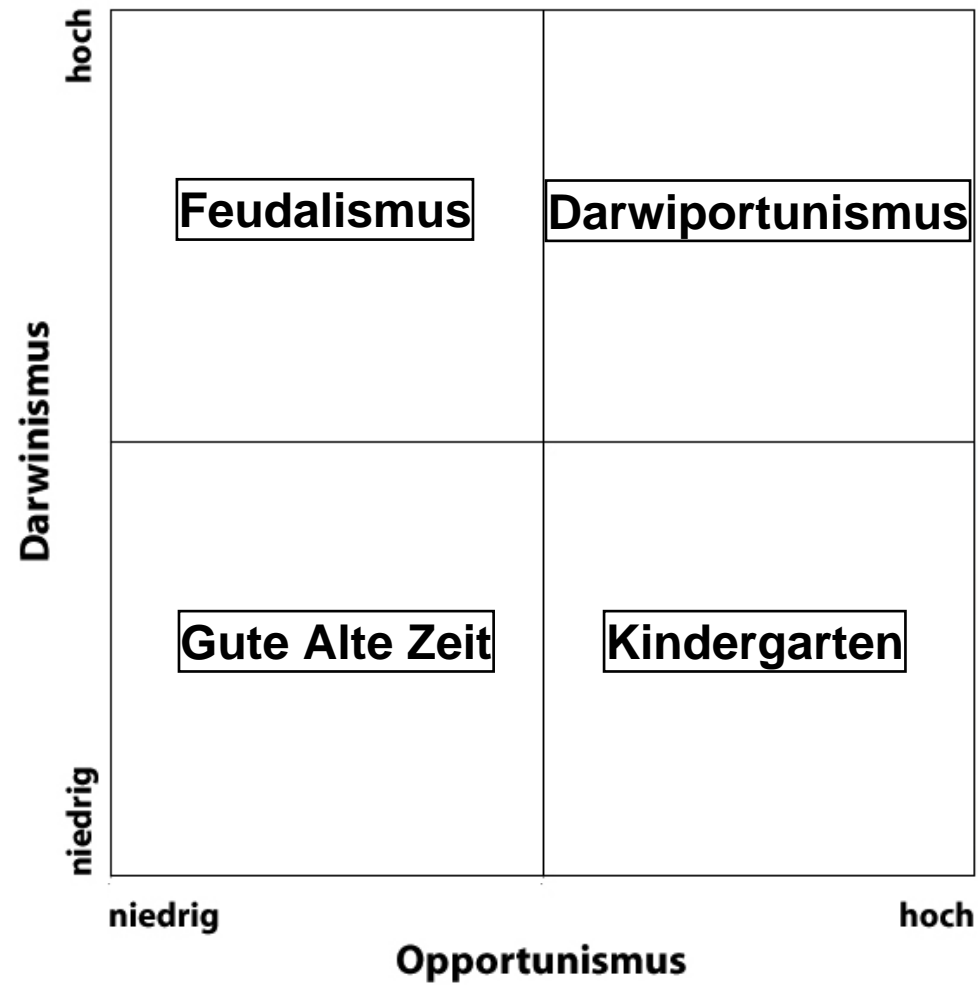 hoch
Feudalismus
Darwiportunismus
Darwinismus
Gute Alte Zeit
Kindergarten
niedrig
niedrig
hoch
Opportunismus